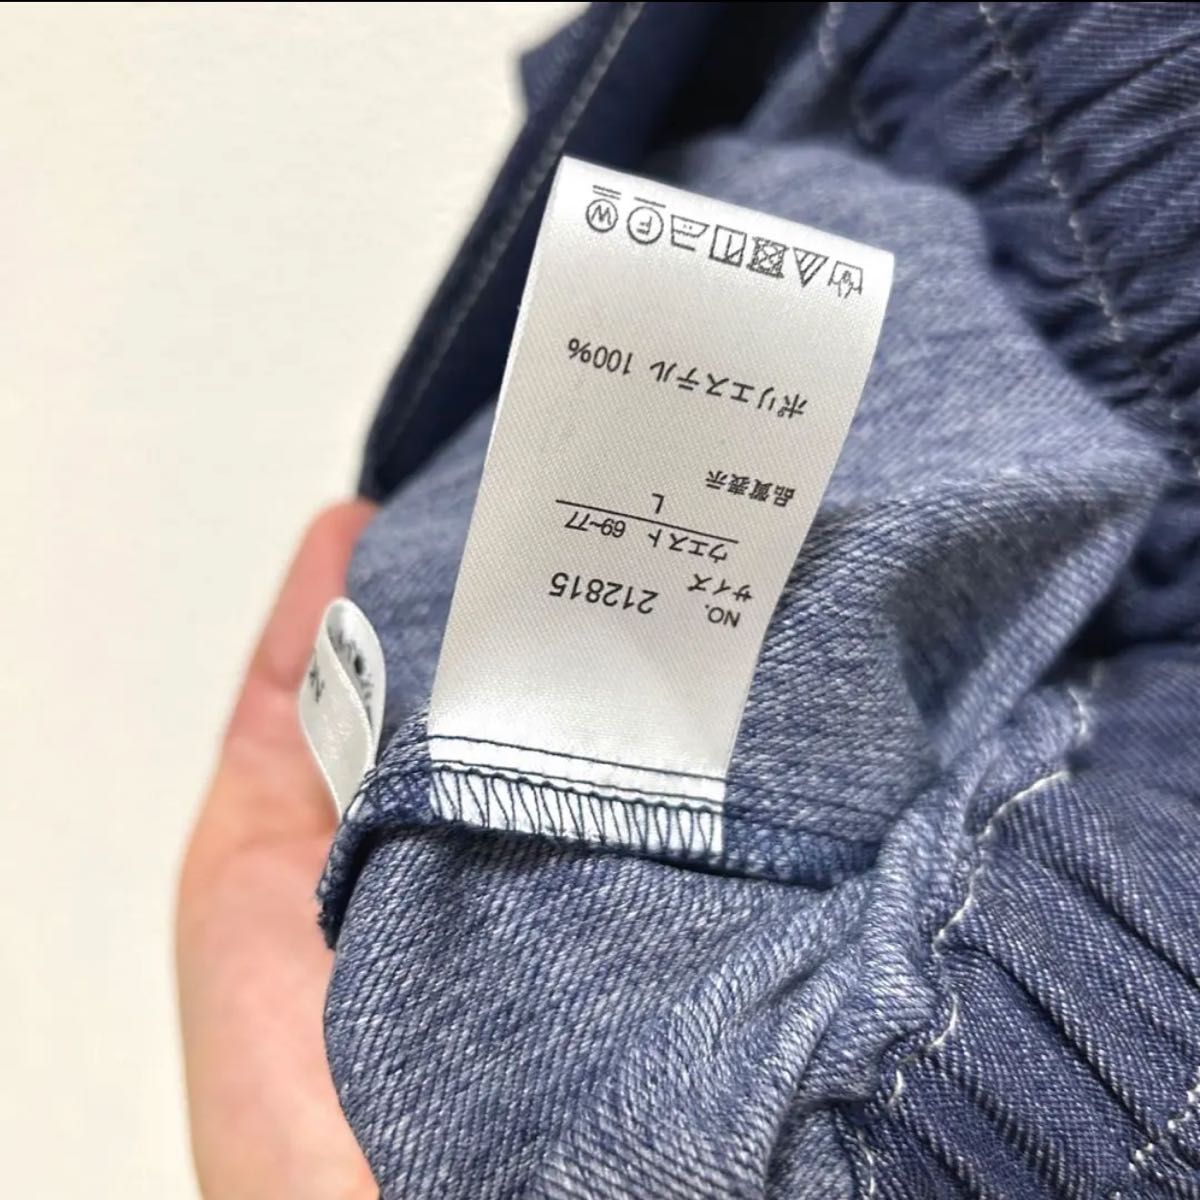 NO. 212815
サイズ
ウエスト 69~77
L
品質表示
ポリエステル 100%
F W